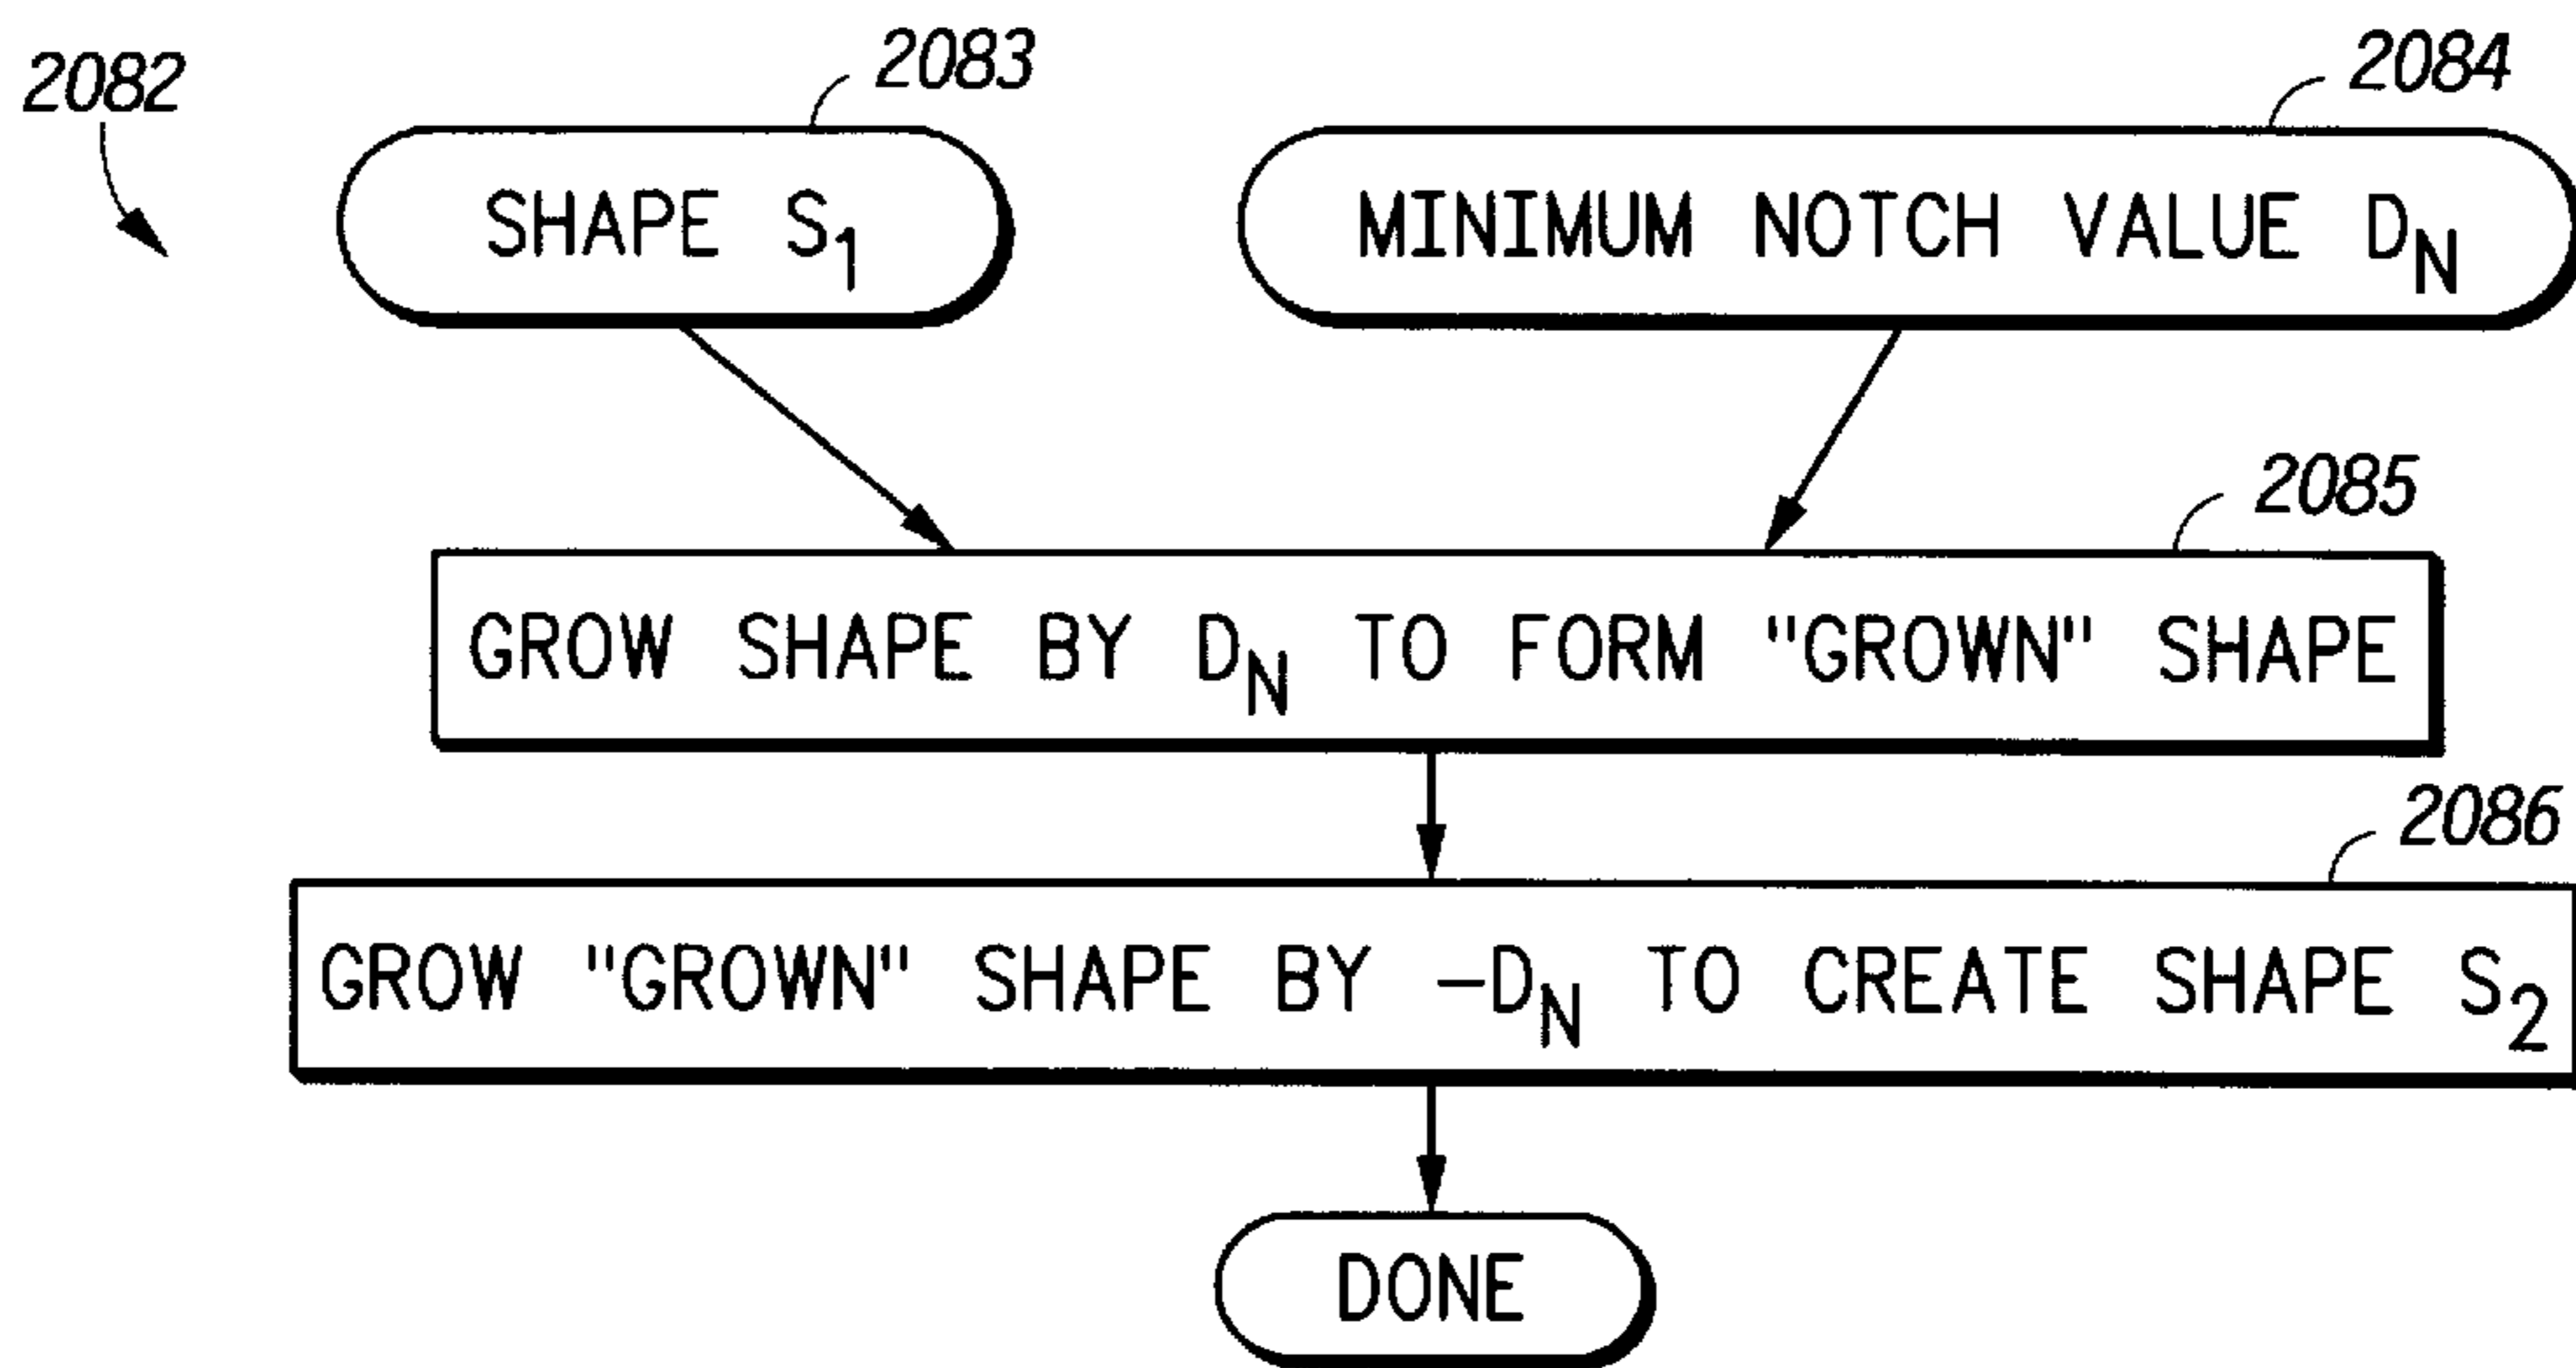 2082
2083
2084
SHAPE S1
MINIMUM NOTCH VALUE DN
2085
GROW SHAPE BY DN TO FORM "GROWN" SHAPE
2086
GROW "GROWN" SHAPE BY -DN TO CREATE SHAPE S2
DONE